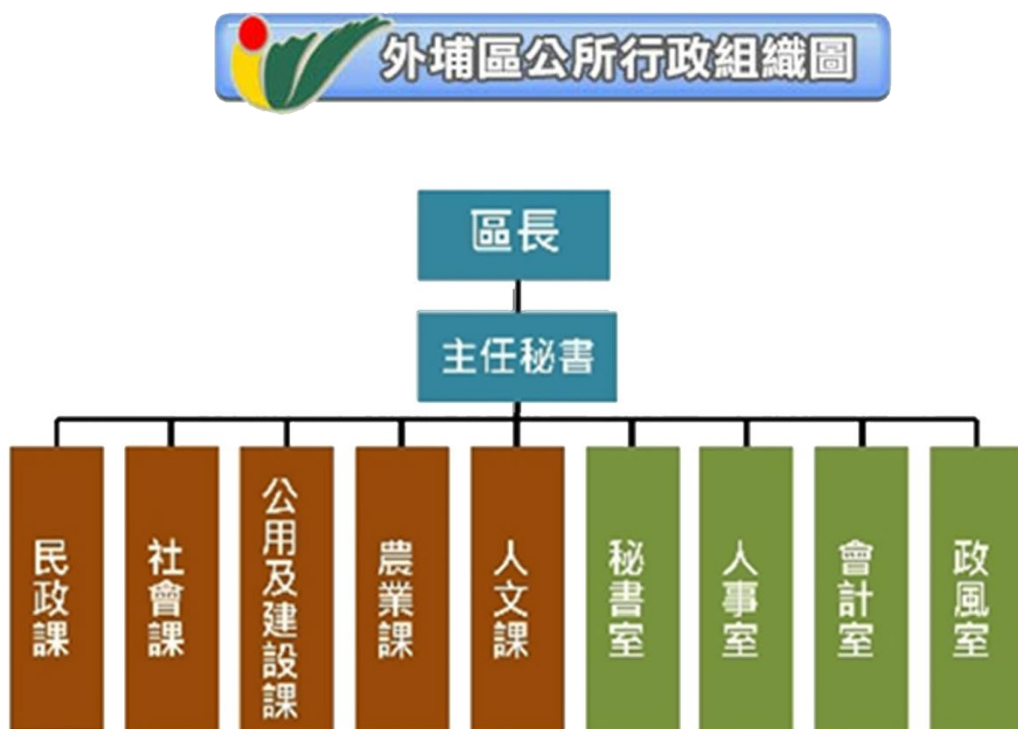 外埔區公所行政組織圖
區長
主任秘書
民政課
社會課
公用及建設課
農業課
人文課
秘書室
人事室
會計室
政風室